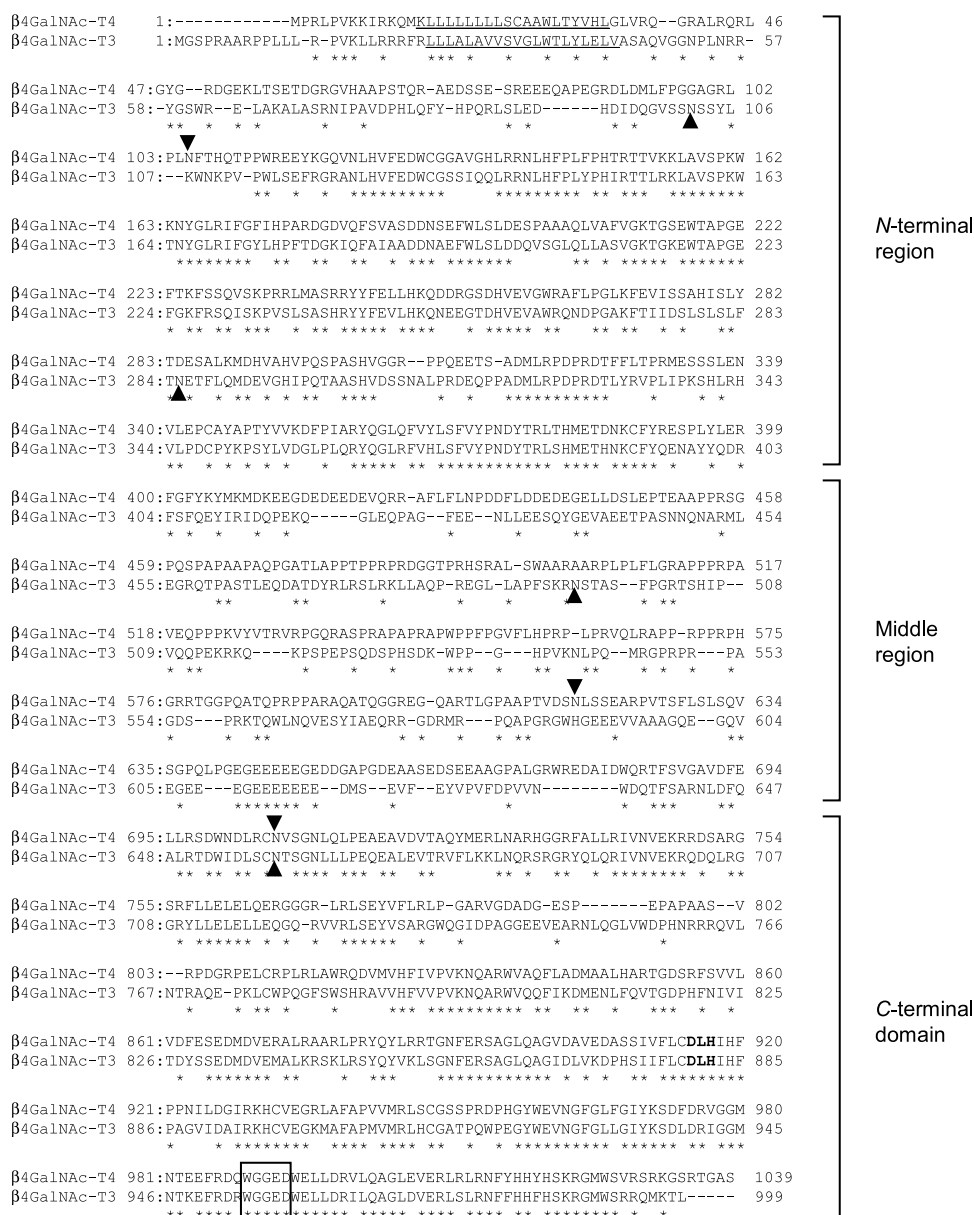 β4GalNAc-T4 1:-----------MPRLPVKKIRKQMKLLLLLLLLSCAAWLTYVHLGLVRQ--GRALRQRL 46
β4GalNAc-T3 1:MGSPRAARPPLLL-R-PVKLLRRRFRLLLALAVVSVGLWTLYLELVASAQVGGNPLNRR- 57
* *** * * ** * * ** * * * * * * *
β4GalNAc-T4 47:GYG--RDGEKLTSETDGRGVHAAPSTQR-AEDSSE-SREEEQAPEGRDLDMLFPGGAGRL 102
β4GalNAc-T3 58:-YGSWR--E-LAKALASRNIPAVDPHLQFY-HPQRLSLED------HDIDQGVSSNSSYL 106
** * * * * * * * * *
β4GalNAc-T4 103:PLNFTHQTPPWREEYKGQVNLHVFEDWCGGAVGHLRRNLHFPLFPHTRTTVKKLAVSPKW 162
β4GalNAc-T3 107:--KWNKPV-PWLSEFRGRANLHVFEDWCGSSIQQLRRNLHFPLYPHIRTTLRKLAVSPKW 163
** * * ********** ********* ** *** ********
β4GalNAc-T4 163:KNYGLRIFGFIHPARDGDVQFSVASDDNSEFWLSLDESPAAAQLVAFVGKTGSEWTAPGE 222
β4GalNAc-T3 164:TNYGLRIFGYLHPFTDGKIQFAIAADDNAEFWLSLDDQVSGLQLLASVGKTGKEWTAPGE 223
******** ** ** ** * *** ******* ** * ***** *******
β4GalNAc-T4 223:FTKFSSQVSKPRRLMASRRYYFELLHKQDDRGSDHVEVGWRAFLPGLKFEVISSAHISLY 282
β4GalNAc-T3 224:FGKFRSQISKPVSLSASHRYYFEVLHKQNEEGTDHVEVAWRQNDPGAKFTIIDSLSLSLF 283
* ** ** *** * ** ***** **** * ***** ** ** ** * * **
β4GalNAc-T4 283:TDESALKMDHVAHVPQSPASHVGGR--PPQEETS-ADMLRPDPRDTFFLTPRMESSSLEN 339
β4GalNAc-T3 284:TNETFLQMDEVGHIPQTAASHVDSSNALPRDEQPPADMLRPDPRDTLYRVPLIPKSHLRH 343
* * * ** * * ** **** * * *********** * * *
β4GalNAc-T4 340:VLEPCAYAPTYVVKDFPIARYQGLQFVYLSFVYPNDYTRLTHMETDNKCFYRESPLYLER 399
β4GalNAc-T3 344:VLPDCPYKPSYLVDGLPLQRYQGLRFVHLSFVYPNDYTRLSHMETHNKCFYQENAYYQDR 403
** * * * * * * ***** ** ************ **** ***** * * *
β4GalNAc-T4 400:FGFYKYMKMDKEEGDEDEEDEVQRR-AFLFLNPDDFLDDEDEGELLDSLEPTEAAPPRSG 458
β4GalNAc-T3 404:FSFQEYIRIDQPEKQ-----GLEQPAG--FEE--NLLEESQYGEVAEETPASNNQNARML 454
* * * * * * * ** *
β4GalNAc-T4 459:PQSPAPAAPAQPGATLAPPTPPRPRDGGTPRHSRAL-SWAARAARPLPLFLGRAPPPRPA 517
β4GalNAc-T3 455:EGRQTPASTLEQDATDYRLRSLRKLLAQP-REGL-LAPFSKRNSTAS--FPGRTSHIP-- 508
** ** * * * * * * * ** *
β4GalNAc-T4 518:VEQPPPKVYVTRVRPGQRASPRAPAPRAPWPPFPGVFLHPRP-LPRVQLRAPP-RPPRPH 575
β4GalNAc-T3 509:VQQPEKRKQ----KPSPEPSQDSPHSDK-WPP--G---HPVKNLPQ--MRGPRPR---PA 553
* ** * * * *** * ** ** * * * *
β4GalNAc-T4 576:GRRTGGPQATQPRPPARAQATQGGREG-QARTLGPAAPTVDSNLSSEARPVTSFLSLSQV 634
β4GalNAc-T3 554:GDS---PRKTQWLNQVESYIAEQRR-GDRMR--PQAPGRGWHGEEEVVAAAGQE--GQV 604
* * ** * * * * * **
β4GalNAc-T4 635:SGPQLPGEGEEEEEGEDDGAPGDEAASEDSEEAAGPALGRWREDAIDWQRTFSVGAVDFE 694
β4GalNAc-T3 605:EGEE---EGEEEEEEE--DMS--EVF--EYVPVFDPVVN--------WDQTFSARNLDFQ 647
* ****** * * * * *** **
β4GalNAc-T4 695:LLRSDWNDLRCNVSGNLQLPEAEAVDVTAQYMERLNARHGGRFALLRIVNVEKRRDSARG 754
β4GalNAc-T3 648:ALRTDWIDLSCNTSGNLLLPEQEALEVTRVFLKKLNQRSRGRYQLQRIVNVEKRQDQLRG 707
** ** ** ** **** *** ** ** ** * ** * ******** * **
β4GalNAc-T4 755:SRFLLELELQERGGGR-LRLSEYVFLRLP-GARVGDADG-ESP------EPAPAAS--V 802
β4GalNAc-T3 708:GRYLLELELLEQGQ-RVVRLSEYVSARGWQGIDPAGGEEVEARNLQGLVWDPHNRRRQVL 766
* ****** * * * ****** * * * *
β4GalNAc-T4 803:--RPDGRPELCRPLRLAWRQDVMVHFIVPVKNQARWVAQFLADMAALHARTGDSRFSVVL 860
β4GalNAc-T3 767:NTRAQE-PKLCWPQGFSWSHRAVVHFVVPVKNQARWVQQFIKDMENLFQVTGDPHFNIVI 825
* * ** * * *** ********** ** ** * *** * *
β4GalNAc-T4 861:VDFESEDMDVERALRAARLPRYQYLRRTGNFERSAGLQAGVDAVEDASSIVFLCDLHIHF 920
β4GalNAc-T3 826:TDYSSEDMDVEMALKRSKLRSYQYVKLSGNFERSAGLQAGIDLVKDPHSIIFLCDLHIHF 885
* ******* ** * *** ************ * * * ** *********
β4GalNAc-T4 921:PPNILDGIRKHCVEGRLAFAPVVMRLSCGSSPRDPHGYWEVNGFGLFGIYKSDFDRVGGM 980
β4GalNAc-T3 886:PAGVIDAIRKHCVEGKMAFAPMVMRLHCGATPQWPEGYWEVNGFGLLGIYKSDLDRIGGM 945
* * ******** **** **** ** * * ********** ****** ** ***
β4GalNAc-T4 981:NTEEFRDQWGGEDWELLDRVLQAGLEVERLRLRNFYHHYHSKRGMWSVRSRKGSRTGAS 1039
β4GalNAc-T3 946:NTKEFRDRWGGEDWELLDRILQAGLDVERLSLRNFFHHFHSKRGMWSRRQMKTL----- 999
** **** *********** ***** **** **** ** ******** * *
N-terminal
region
Middle
region
C-terminal
domain